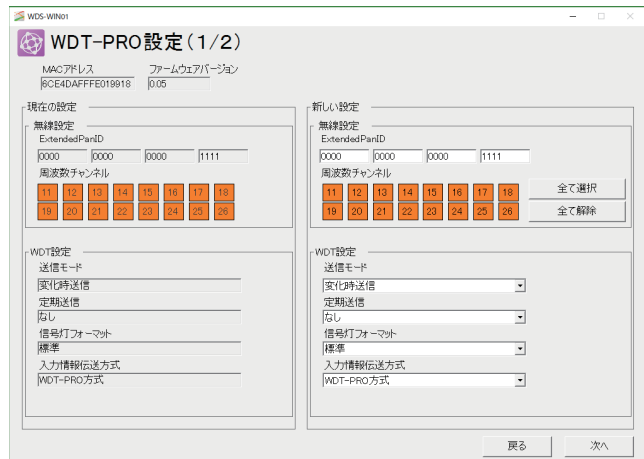 WDS-WIN01
WDT-PRO設定(1/2)
MACアドレス ファームウェアバージョン
6CE4DAFFFE019918 0.05
現在の設定
無線設定
ExtendedPanID
0000 0000 0000 1111
周波数チャンネル
11 12 13 14 15 16 17 18
19 20 21 22 23 24 25 26
WDT設定
送信モード
変化時送信
定期送信
なし
信号灯フォーマット
標準
入力情報伝送方式
WDT-PRO方式
新しい設定
無線設定
ExtendedPanID
0000 0000 0000 1111
周波数チャンネル
11 12 13 14 15 16 17 18 全て選択
19 20 21 22 23 24 25 26 全て解除
WDT設定
送信モード
変化時送信
定期送信
なし
信号灯フォーマット
標準
入力情報伝送方式
WDT-PRO方式
戻る 次へ